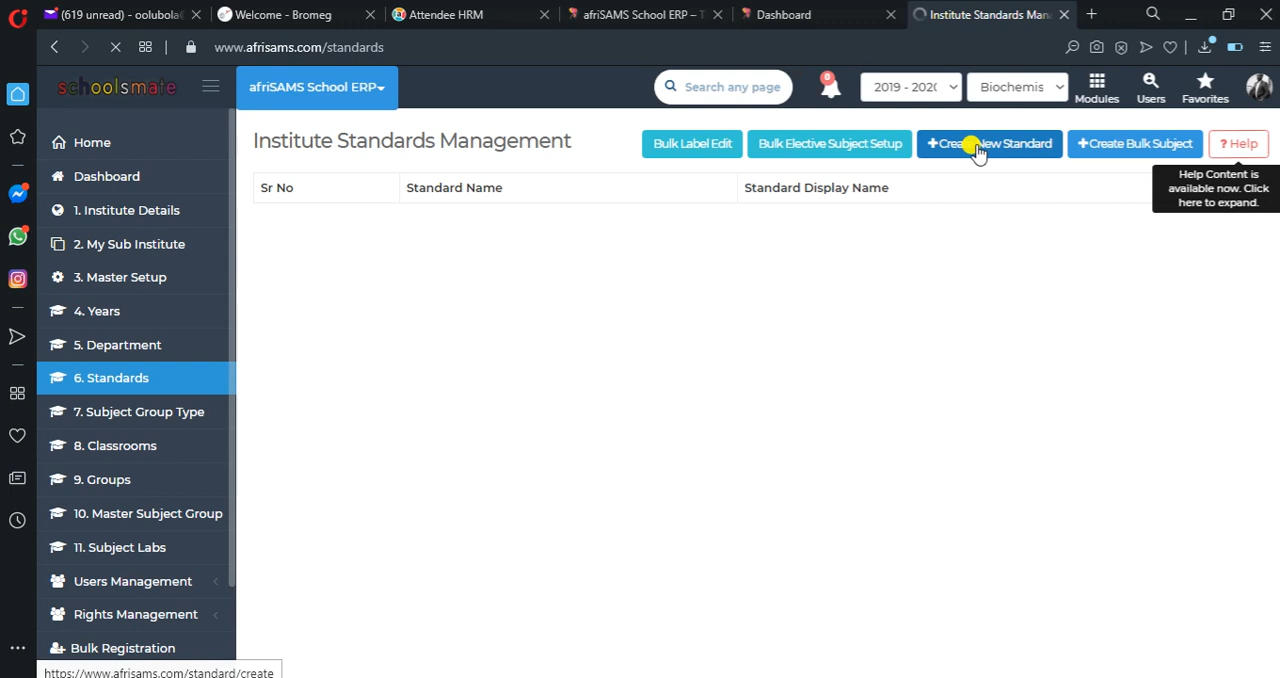 (619 unread) - oolubola
Welcome - Bromeg
Attendee HRM
afriSAMS School ERP – T
Dashboard
Institute Standards Man
www.afrisams.com/standards
schoolsmate
afriSAMS School ERP
Search any page
0
2019 - 202(
Biochemis
Modules
Users
Favorites
Home
Dashboard
1. Institute Details
2. My Sub Institute
3. Master Setup
4. Years
5. Department
6. Standards
7. Subject Group Type
8. Classrooms
9. Groups
10. Master Subject Group
11. Subject Labs
Users Management
Rights Management
Bulk Registration
https://www.afrisams.com/standard/create
Institute Standards Management
Bulk Label Edit
Bulk Elective Subject Setup
+Create New Standard
+Create Bulk Subject
? Help
Help Content is
available now. Click
here to expand.
Sr No
Standard Name
Standard Display Name